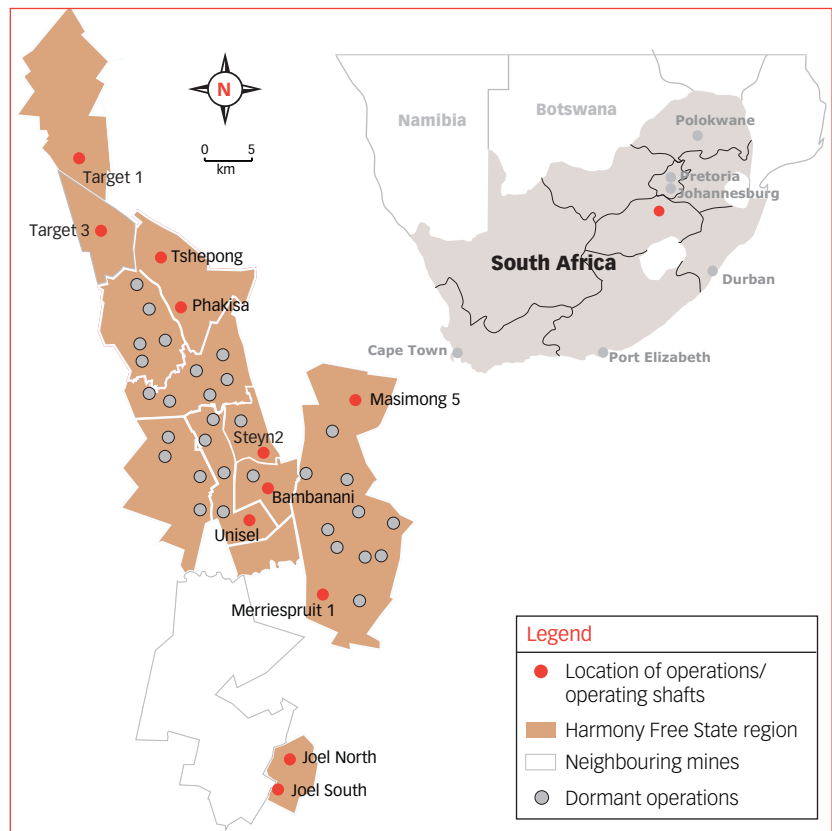 N
0 5
km
Target 1
Target 3
Tshepong
Phakisa
Masimong 5
Steyn2
Bambanani
Unisel
Merriespruit 1
Joel North
Joel South
Namibia
Botswana
Polokwane
Pretoria
Johannesburg
South Africa
Durban
Cape Town
Port Elizabeth
Legend
Location of operations/
operating shafts
Harmony Free State region
Neighbouring mines
Dormant operations